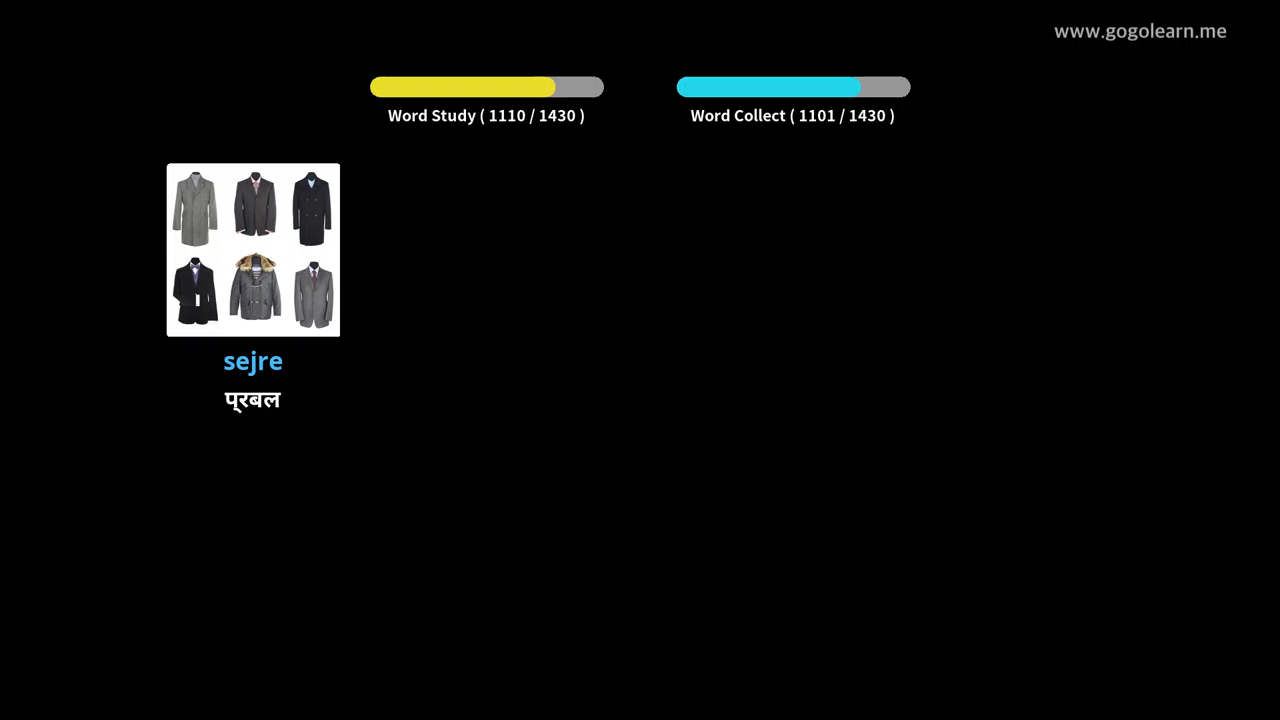 www.gogolearn.me
Word Study ( 1110 / 1430 )
Word Collect ( 1101 / 1430 )
sejre
प्रबल